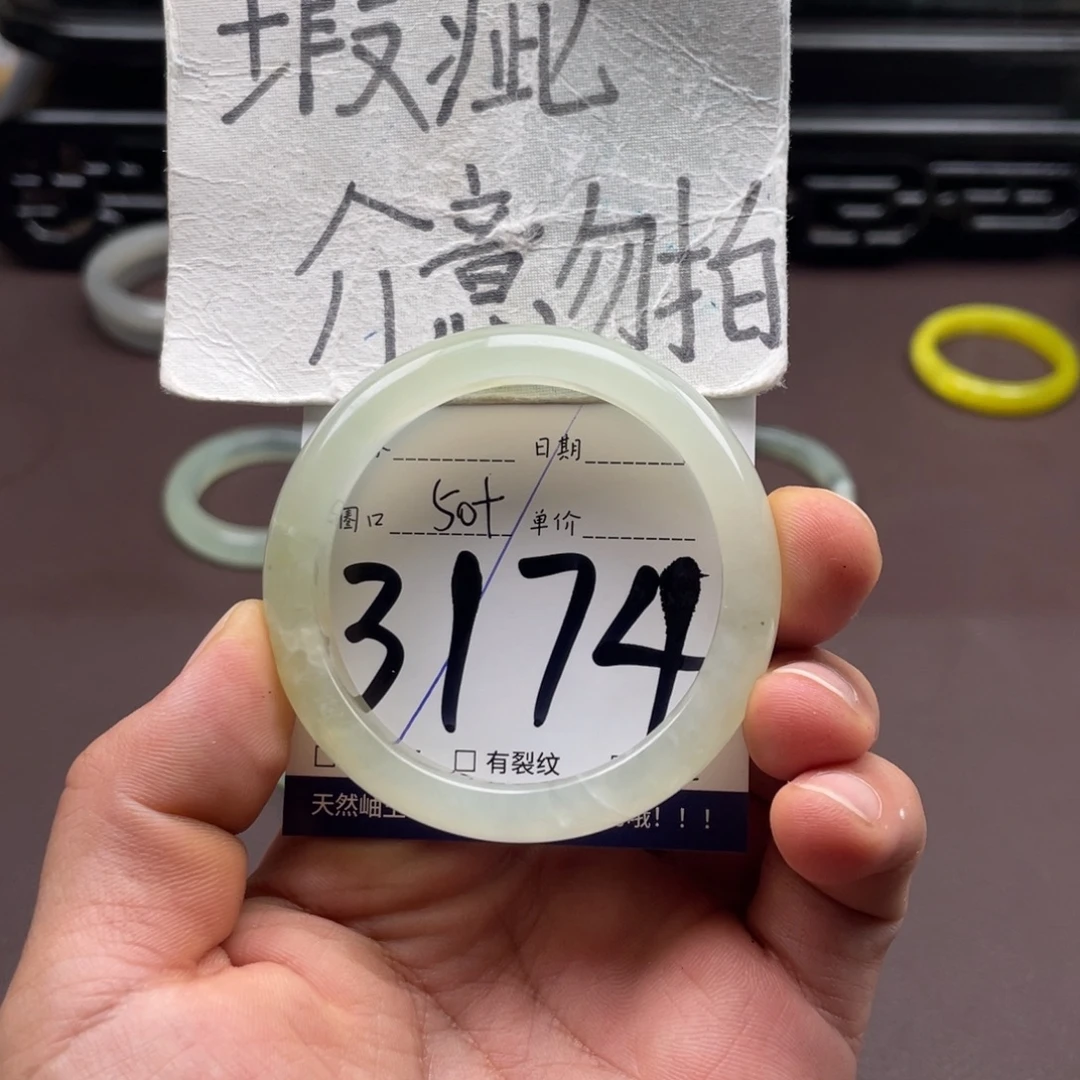 瑕疵
介意勿拍
日期
圈口 50+ 单价
3174
□ 有裂纹
天然岫 哦！！！